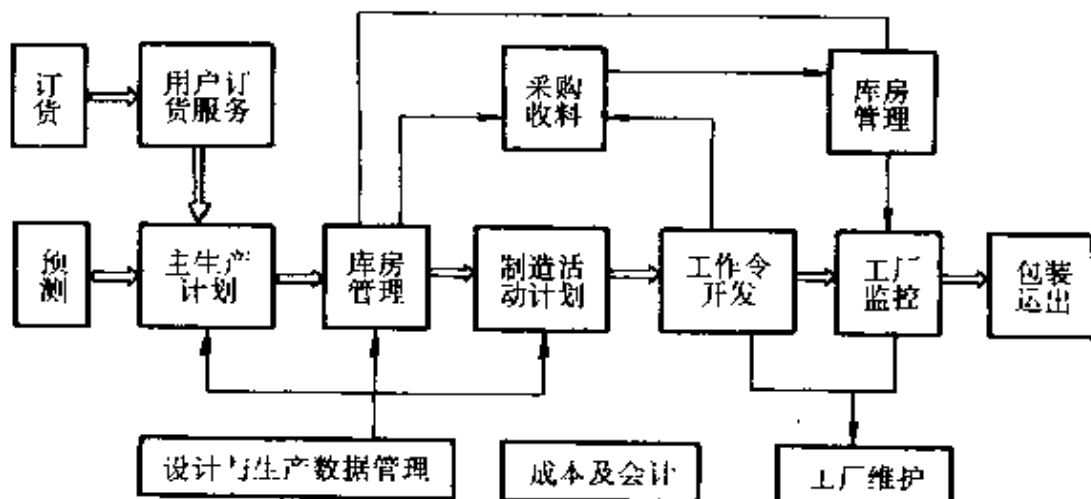 订
货
用户订
货服务
采购
收料
库房
管理
预
测
主生产
计划
库房
管理
制造活
动计划
工作令
开发
工厂
监控
包装
运出
设计与生产数据管理
成本及会计
工厂维护